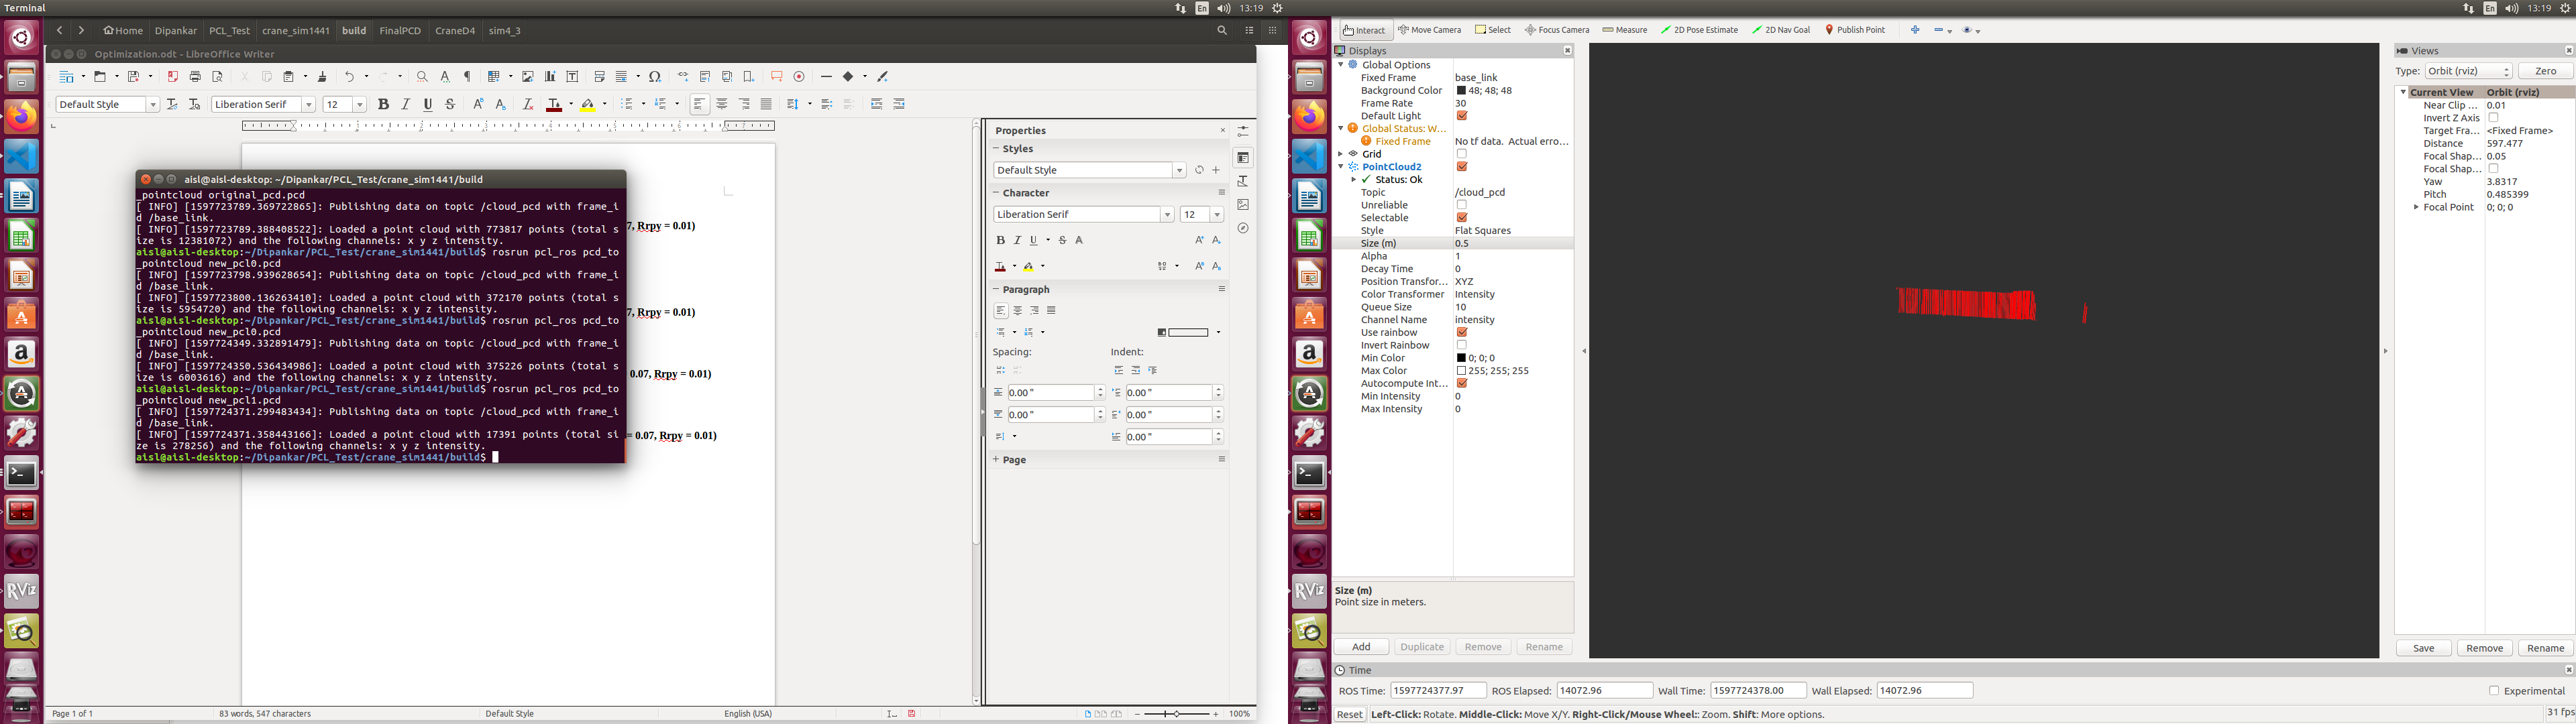 Terminal
En
13:19
Home
Dipankar
PCL_Test
crane_sim1441
build
FinalPCD
CraneD4
sim4_3
Optimization.odt - LibreOffice Writer
Default Style
Liberation Serif
12
aisl@aisl-desktop: ~/Dipankar/PCL_Test/crane_sim1441/build
_pointcloud original_pcd.pcd
[ INFO] [1597723789.369722865]: Publishing data on topic /cloud_pcd with frame_i
d /base_link.
[ INFO] [1597723789.388408522]: Loaded a point cloud with 773817 points (total s
ize is 12381072) and the following channels: x y z intensity.
aisl@aisl-desktop:~/Dipankar/PCL_Test/crane_sim1441/build$ rosrun pcl_ros pcd_to
_pointcloud new_pcl0.pcd
[ INFO] [1597723798.939628654]: Publishing data on topic /cloud_pcd with frame_i
d /base_link.
[ INFO] [1597723800.136263410]: Loaded a point cloud with 372170 points (total s
ize is 5954720) and the following channels: x y z intensity.
aisl@aisl-desktop:~/Dipankar/PCL_Test/crane_sim1441/build$ rosrun pcl_ros pcd_to
_pointcloud new_pcl0.pcd
[ INFO] [1597724349.332891479]: Publishing data on topic /cloud_pcd with frame_i
d /base_link.
[ INFO] [1597724350.536434986]: Loaded a point cloud with 375226 points (total s
ize is 6003616) and the following channels: x y z intensity.
aisl@aisl-desktop:~/Dipankar/PCL_Test/crane_sim1441/build$ rosrun pcl_ros pcd_to
_pointcloud new_pcl1.pcd
[ INFO] [1597724371.299483434]: Publishing data on topic /cloud_pcd with frame_i
d /base_link.
[ INFO] [1597724371.358443166]: Loaded a point cloud with 17391 points (total si
ze is 278256) and the following channels: x y z intensity.
aisl@aisl-desktop:~/Dipankar/PCL_Test/crane_sim1441/build$
7, Rrpy = 0.01)
7, Rrpy = 0.01)
0.07, Rrpy = 0.01)
= 0.07, Rrpy = 0.01)
Properties
Styles
Default Style
Character
Liberation Serif
12
Paragraph
Spacing:
Indent:
0.00 "
0.00 "
0.00 "
0.00 "
0.00 "
Page
Page 1 of 1
83 words, 547 characters
Default Style
English (USA)
100%
En
13:19
Interact
Move Camera
Select
Focus Camera
Measure
2D Pose Estimate
2D Nav Goal
Publish Point
Displays
Global Options
Fixed Frame base_link
Background Color 48; 48; 48
Frame Rate 30
Default Light
Global Status: W...
Fixed Frame No tf data. Actual erro...
Grid
PointCloud2
Status: Ok
Topic /cloud_pcd
Unreliable
Selectable
Style Flat Squares
Size (m) 0.5
Alpha 1
Decay Time 0
Position Transfor... XYZ
Color Transformer Intensity
Queue Size 10
Channel Name intensity
Use rainbow
Invert Rainbow
Min Color 0; 0; 0
Max Color 255; 255; 255
Autocompute Int...
Min Intensity 0
Max Intensity 0
Size (m)
Point size in meters.
Add
Duplicate
Remove
Rename
Views
Type: Orbit (rviz)
Zero
Current View Orbit (rviz)
Near Clip ... 0.01
Invert Z Axis
Target Fra... <Fixed Frame>
Distance 597.477
Focal Shap... 0.05
Focal Shap...
Yaw 3.8317
Pitch 0.485399
Focal Point 0; 0; 0
Save
Remove
Rename
Time
ROS Time: 1597724377.97
ROS Elapsed: 14072.96
Wall Time: 1597724378.00
Wall Elapsed: 14072.96
Experimental
Reset
Left-Click: Rotate. Middle-Click: Move X/Y. Right-Click/Mouse Wheel:: Zoom. Shift: More options.
31 fps
RViz
RViz